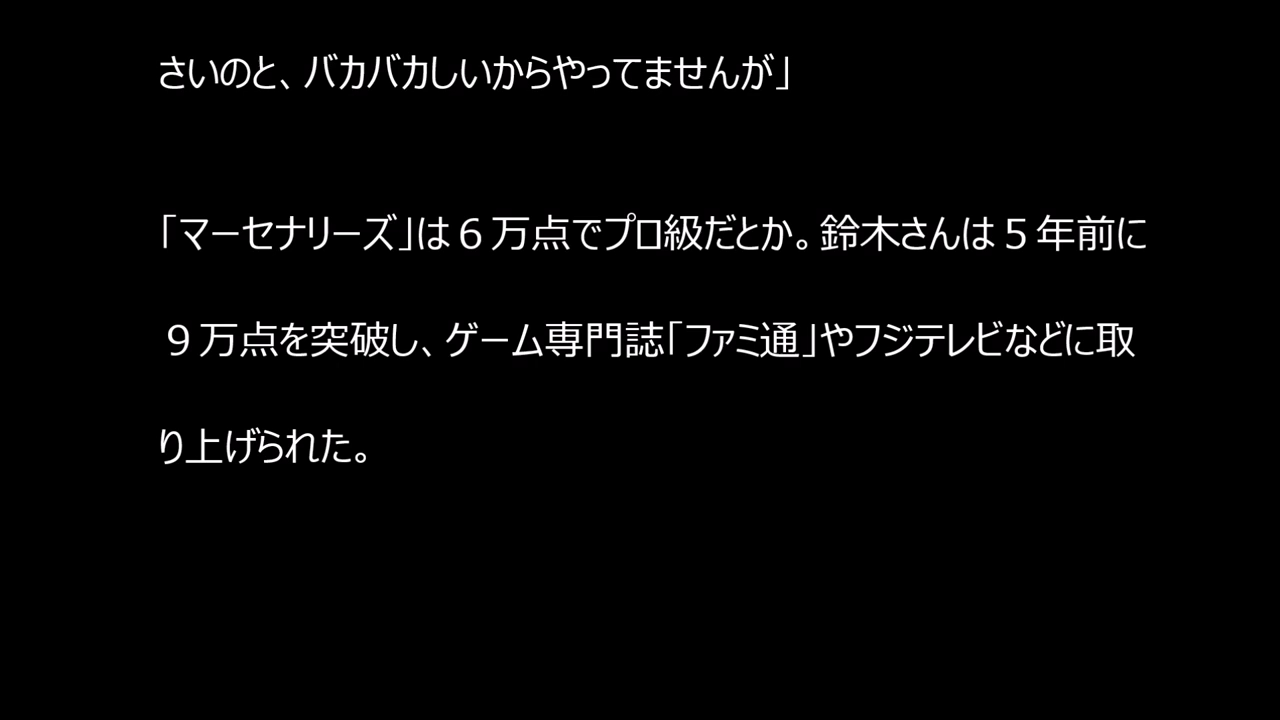 さいのと、バカバカしいからやってませんが」
「マーセナリーズ」は６万点でプロ級だとか。鈴木さんは５年前に
９万点を突破し、ゲーム専門誌「ファミ通」やフジテレビなどに取
り上げられた。